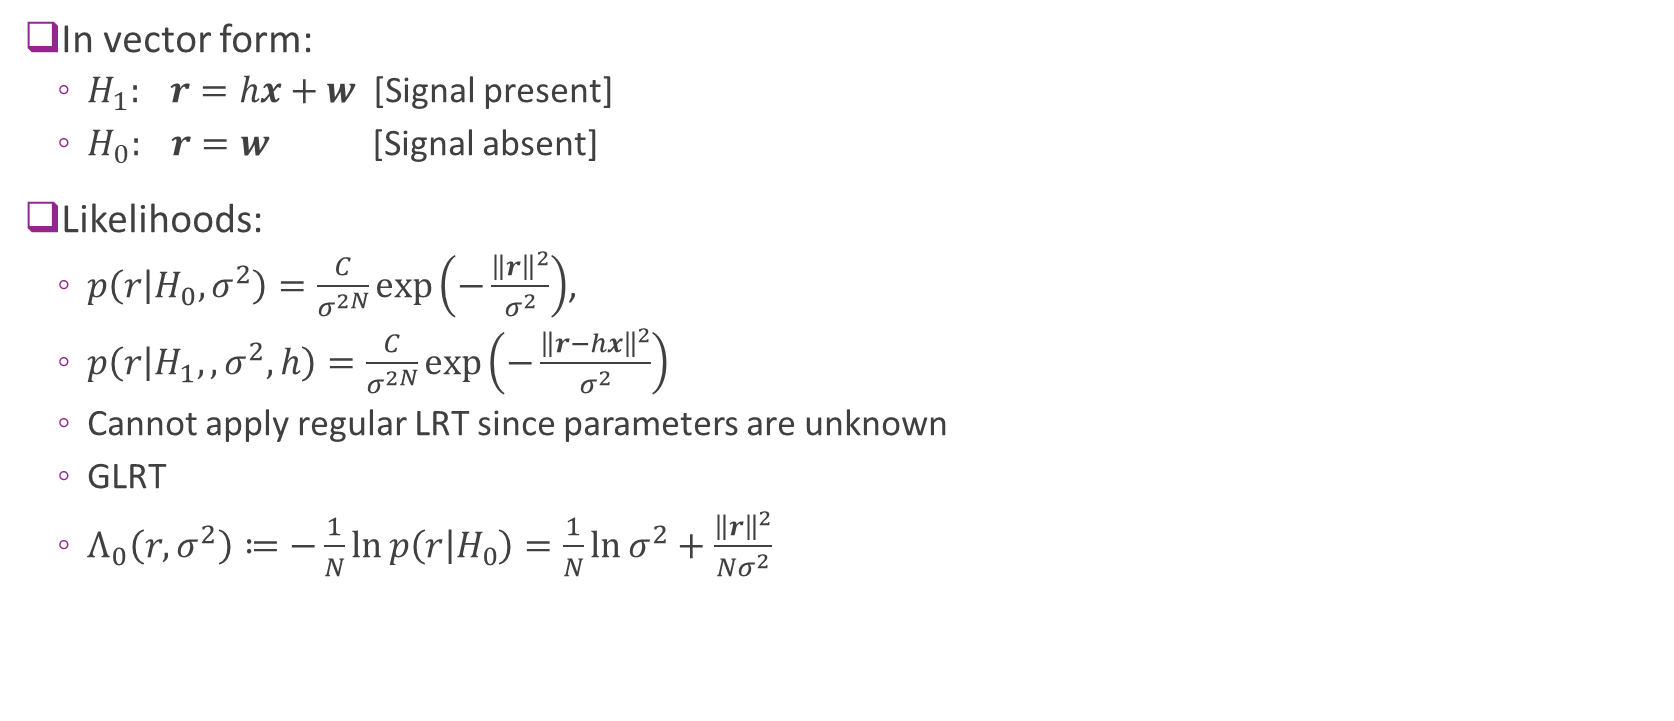 ❑In vector form:
◦ H₁: 𝒓 = ℎ𝒙 + 𝒘 [Signal present]
◦ H₀: 𝒓 = 𝒘 [Signal absent]
❑Likelihoods:
◦ p(r|H₀, σ²) = C/σ^{2N} exp(−‖𝒓‖²/σ²),
◦ p(r|H₁, , σ², h) = C/σ^{2N} exp(−‖𝒓−h𝒙‖²/σ²)
◦ Cannot apply regular LRT since parameters are unknown
◦ GLRT
◦ Λ₀(r, σ²) ≔ −1/N ln p(r|H₀) = 1/N ln σ² + ‖𝒓‖²/Nσ²